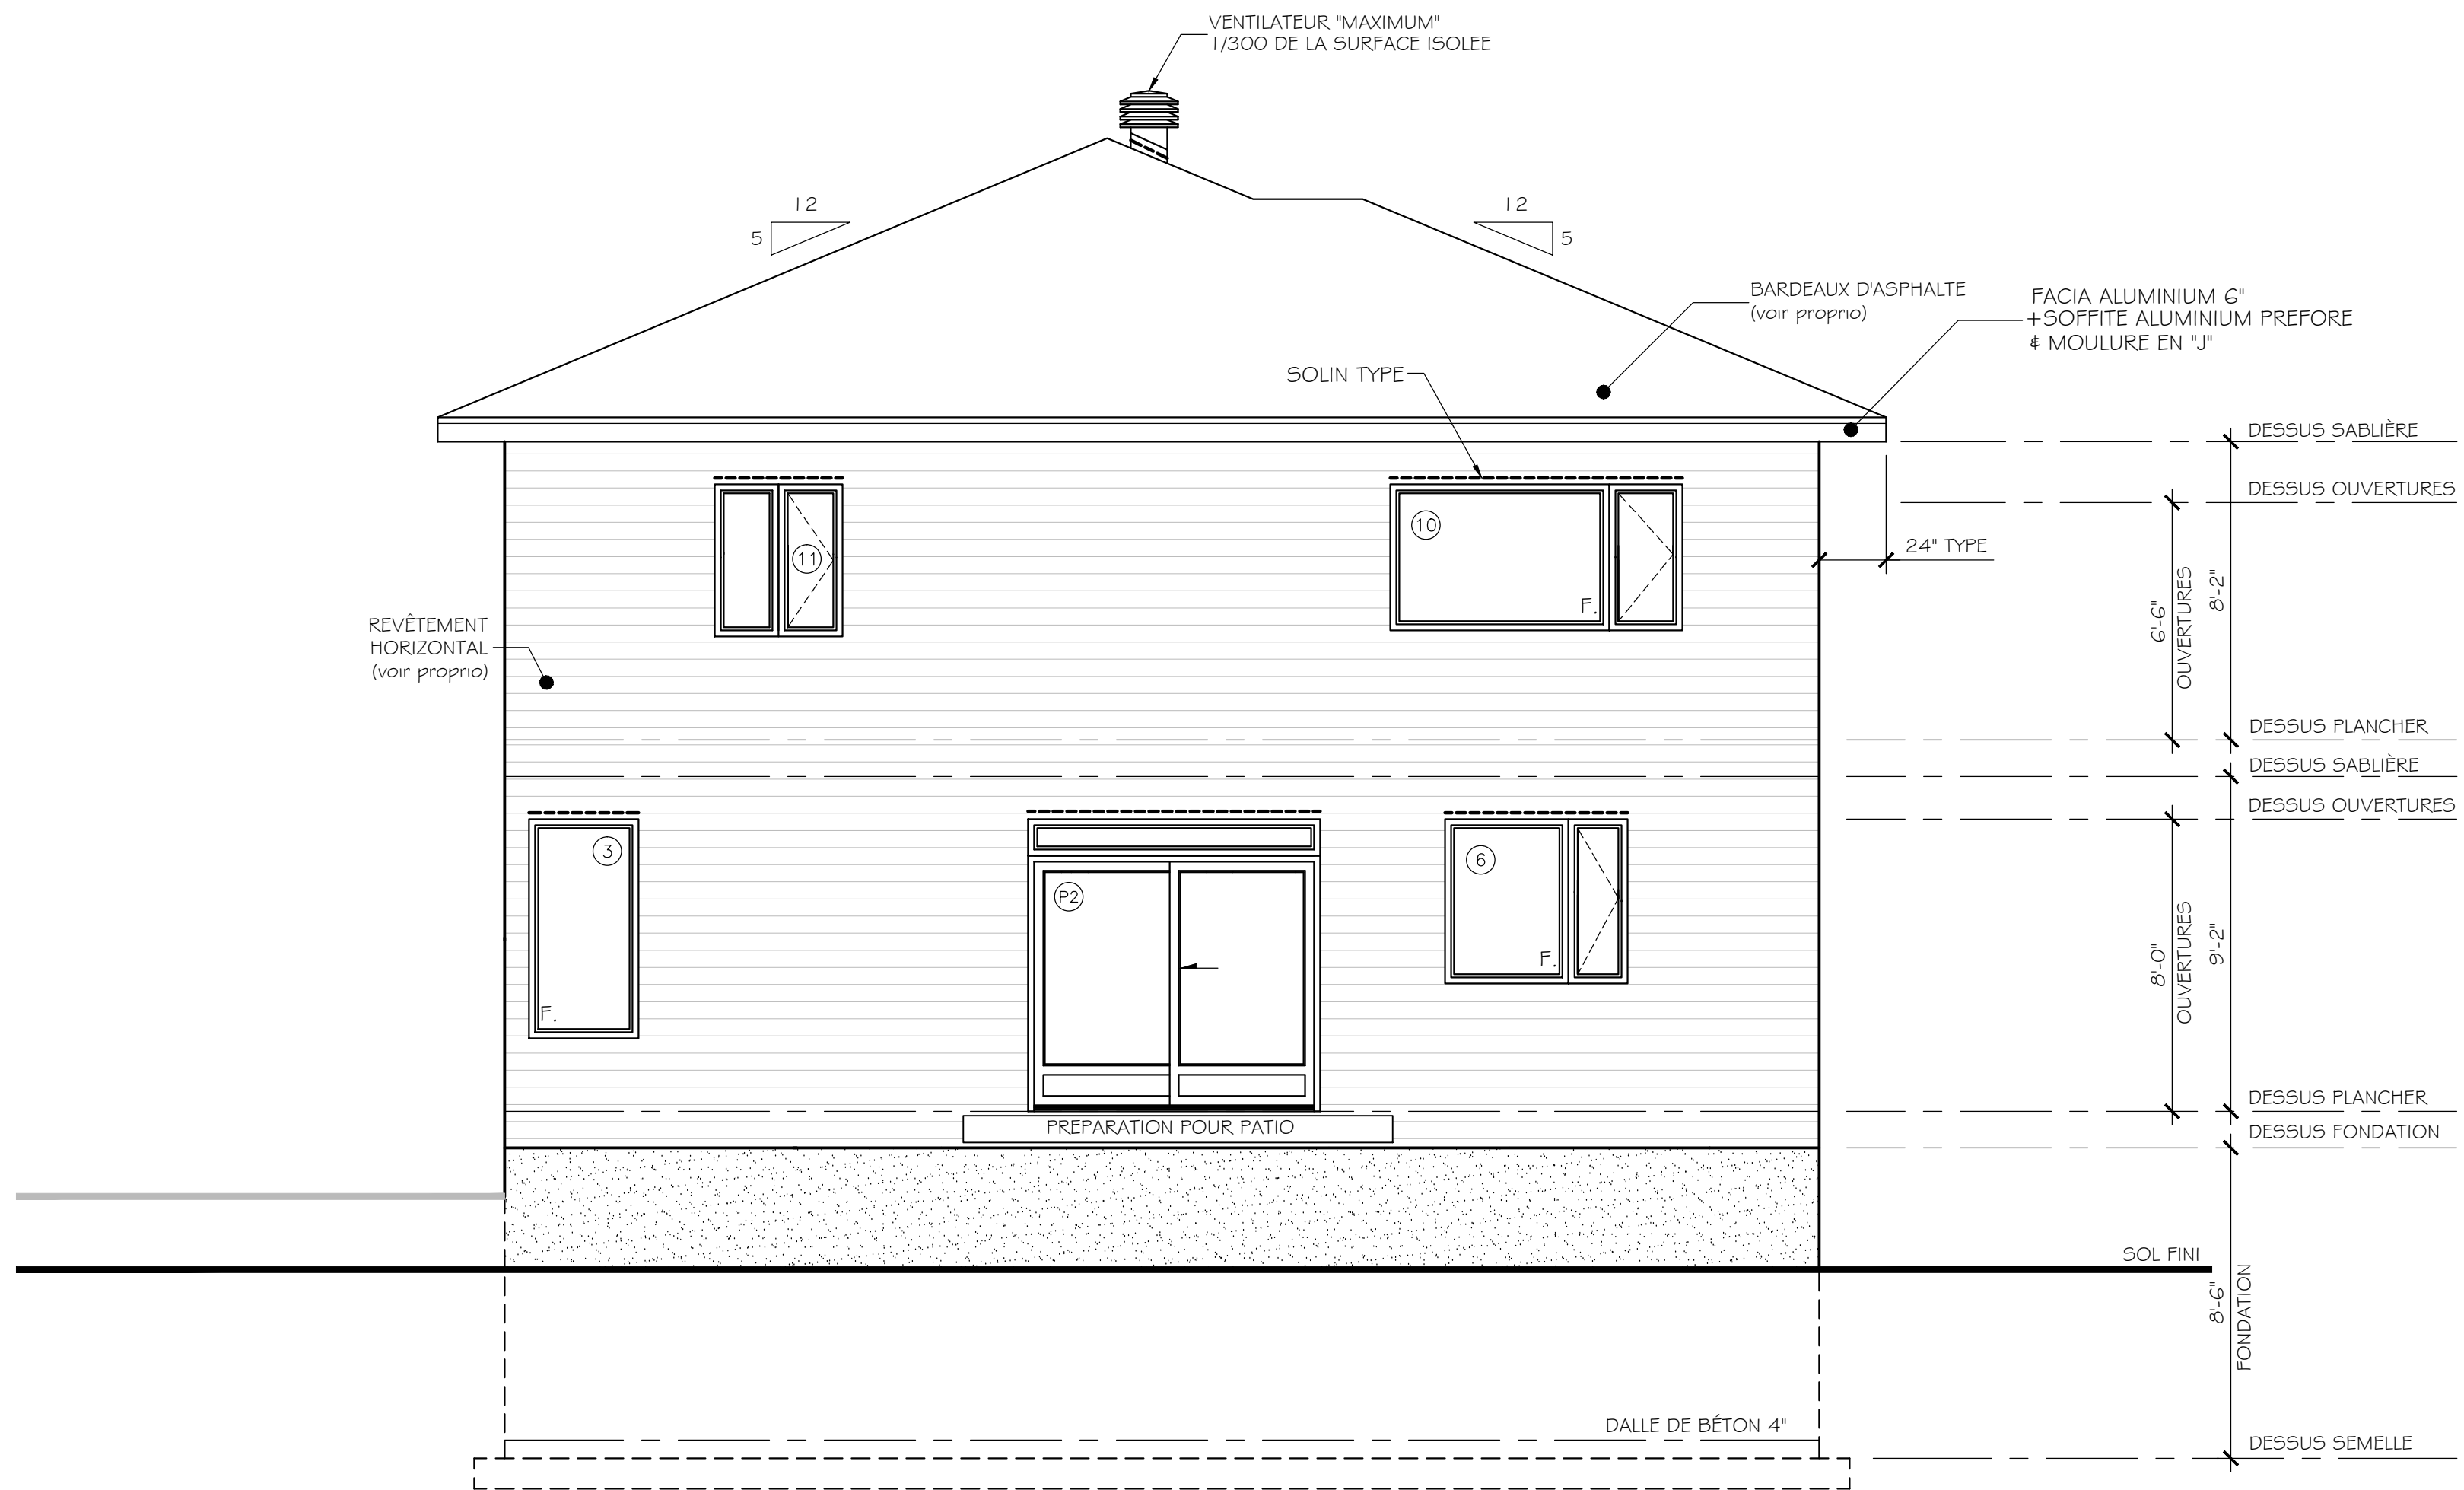 VENTILATEUR "MAXIMUM"
1/300 DE LA SURFACE ISOLEE
12
5
12
5
BARDEAUX D'ASPHALTE
(voir proprio)
FACIA ALUMINIUM 6"
+SOFFITE ALUMINIUM PREFORE
& MOULURE EN "J"
SOLIN TYPE
DESSUS SABLIÈRE
DESSUS OUVERTURES
24" TYPE
11
10
F.
6'-6"
OUVERTURES
8'-2"
REVÊTEMENT
HORIZONTAL
(voir proprio)
DESSUS PLANCHER
DESSUS SABLIÈRE
DESSUS OUVERTURES
3
F.
P2
6
F.
8'-0"
OUVERTURES
9'-2"
DESSUS PLANCHER
PREPARATION POUR PATIO
DESSUS FONDATION
SOL FINI
8'-6"
FONDATION
DALLE DE BÉTON 4"
DESSUS SEMELLE